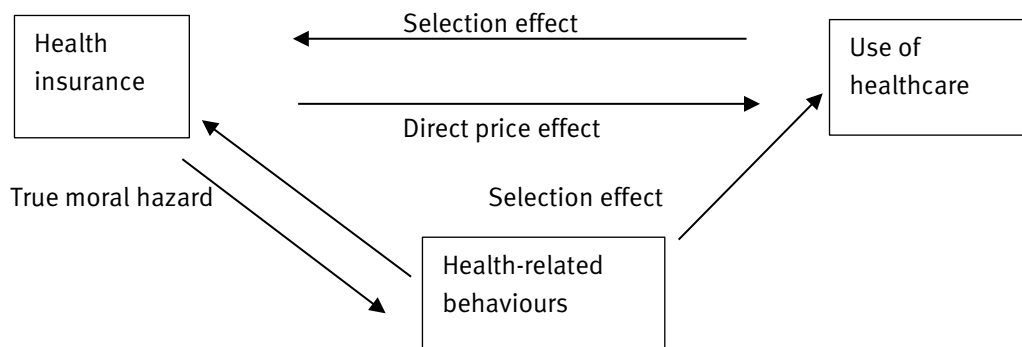 Selection effect
Health
insurance
Use of
healthcare
Direct price effect
True moral hazard
Selection effect
Health-related
behaviours